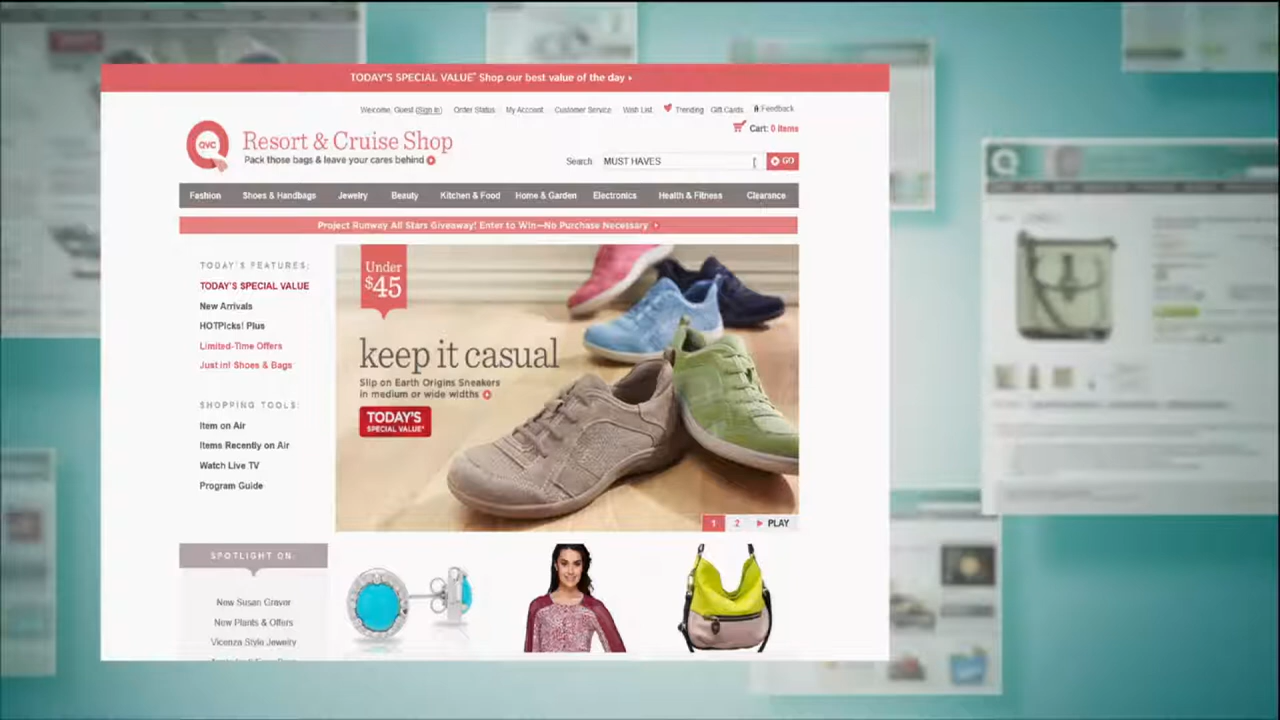 TODAY'S SPECIAL VALUE® Shop our best value of the day
Welcome, Guest (Sign In) Order Status My Account Customer Service Wish List Trending Gift Cards Feedback
Cart: 0 items
QVC
Resort & Cruise Shop
Pack those bags & leave your cares behind
Search MUST HAVES GO
Fashion Shoes & Handbags Jewelry Beauty Kitchen & Food Home & Garden Electronics Health & Fitness Clearance
Project Runway All Stars Giveaway! Enter to Win—No Purchase Necessary
TODAY'S FEATURES:
TODAY'S SPECIAL VALUE
New Arrivals
HOTPicks! Plus
Limited-Time Offers
Just in! Shoes & Bags
SHOPPING TOOLS:
Item on Air
Items Recently on Air
Watch Live TV
Program Guide
Under
$45
keep it casual
Slip on Earth Origins Sneakers
in medium or wide widths
TODAY'S
SPECIAL VALUE®
1 2 PLAY
SPOTLIGHT ON:
New Susan Graver
New Plants & Offers
Vicenza Style Jewelry